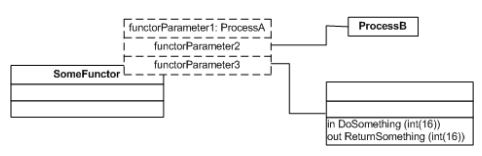 functorParameter1: ProcessA
functorParameter2
functorParameter3
ProcessB
SomeFunctor
in DoSomething (int(16))
out ReturnSomething (int(16))